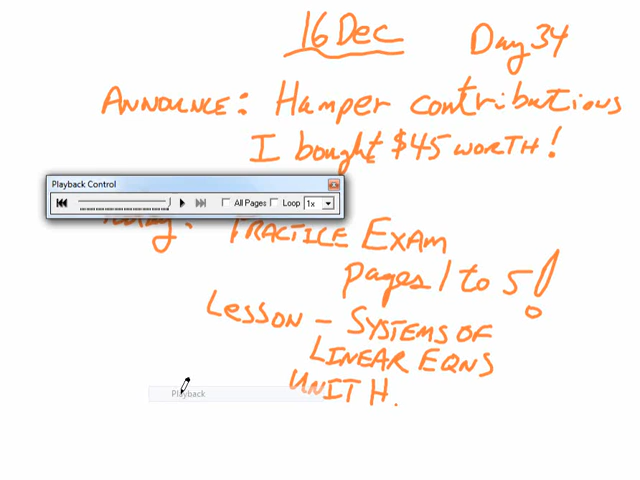 16 Dec Day 34
ANNOUNCE: Hamper contributions
I bought $45 WORTH!
Playback Control
All Pages Loop 1x
Today: PRACTICE EXAM
pages 1 to 5!
LESSON - SYSTEMS OF
LINEAR EQNS
UNIT H.
Playback